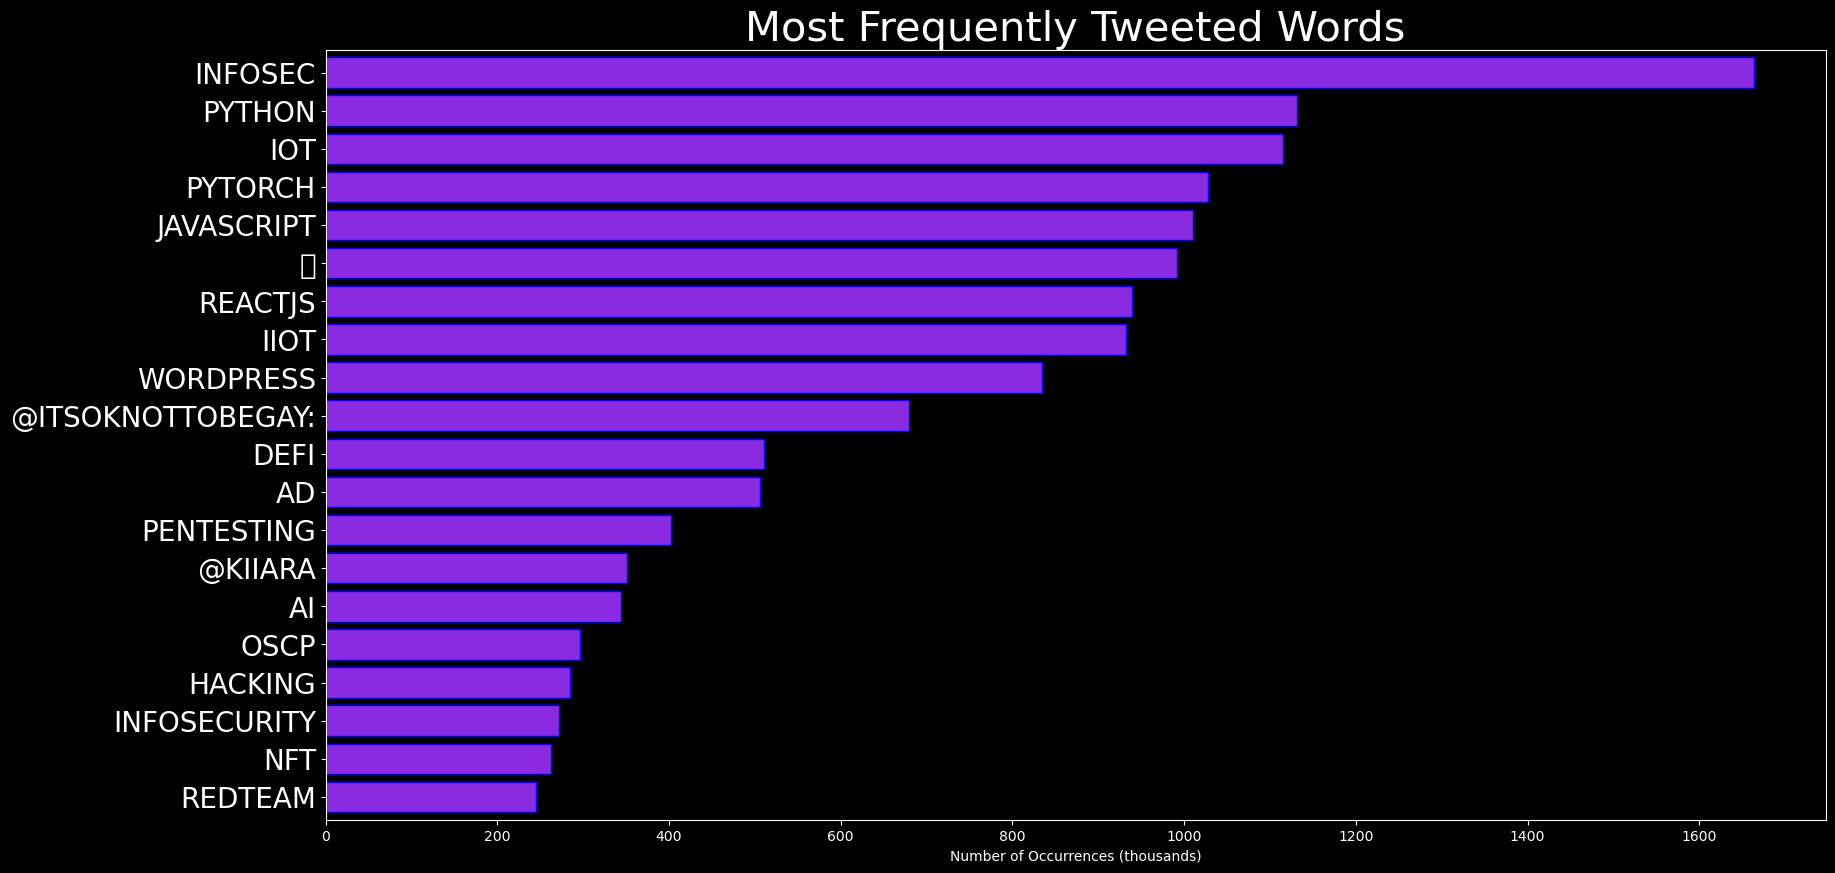 Most Frequently Tweeted Words
INFOSEC
PYTHON
IOT
PYTORCH
JAVASCRIPT
REACTJS
IIOT
WORDPRESS
@ITSOKNOTTOBEGAY:
DEFI
AD
PENTESTING
@KIIARA
AI
OSCP
HACKING
INFOSECURITY
NFT
REDTEAM
0 200 400 600 800 1000 1200 1400 1600
Number of Occurrences (thousands)